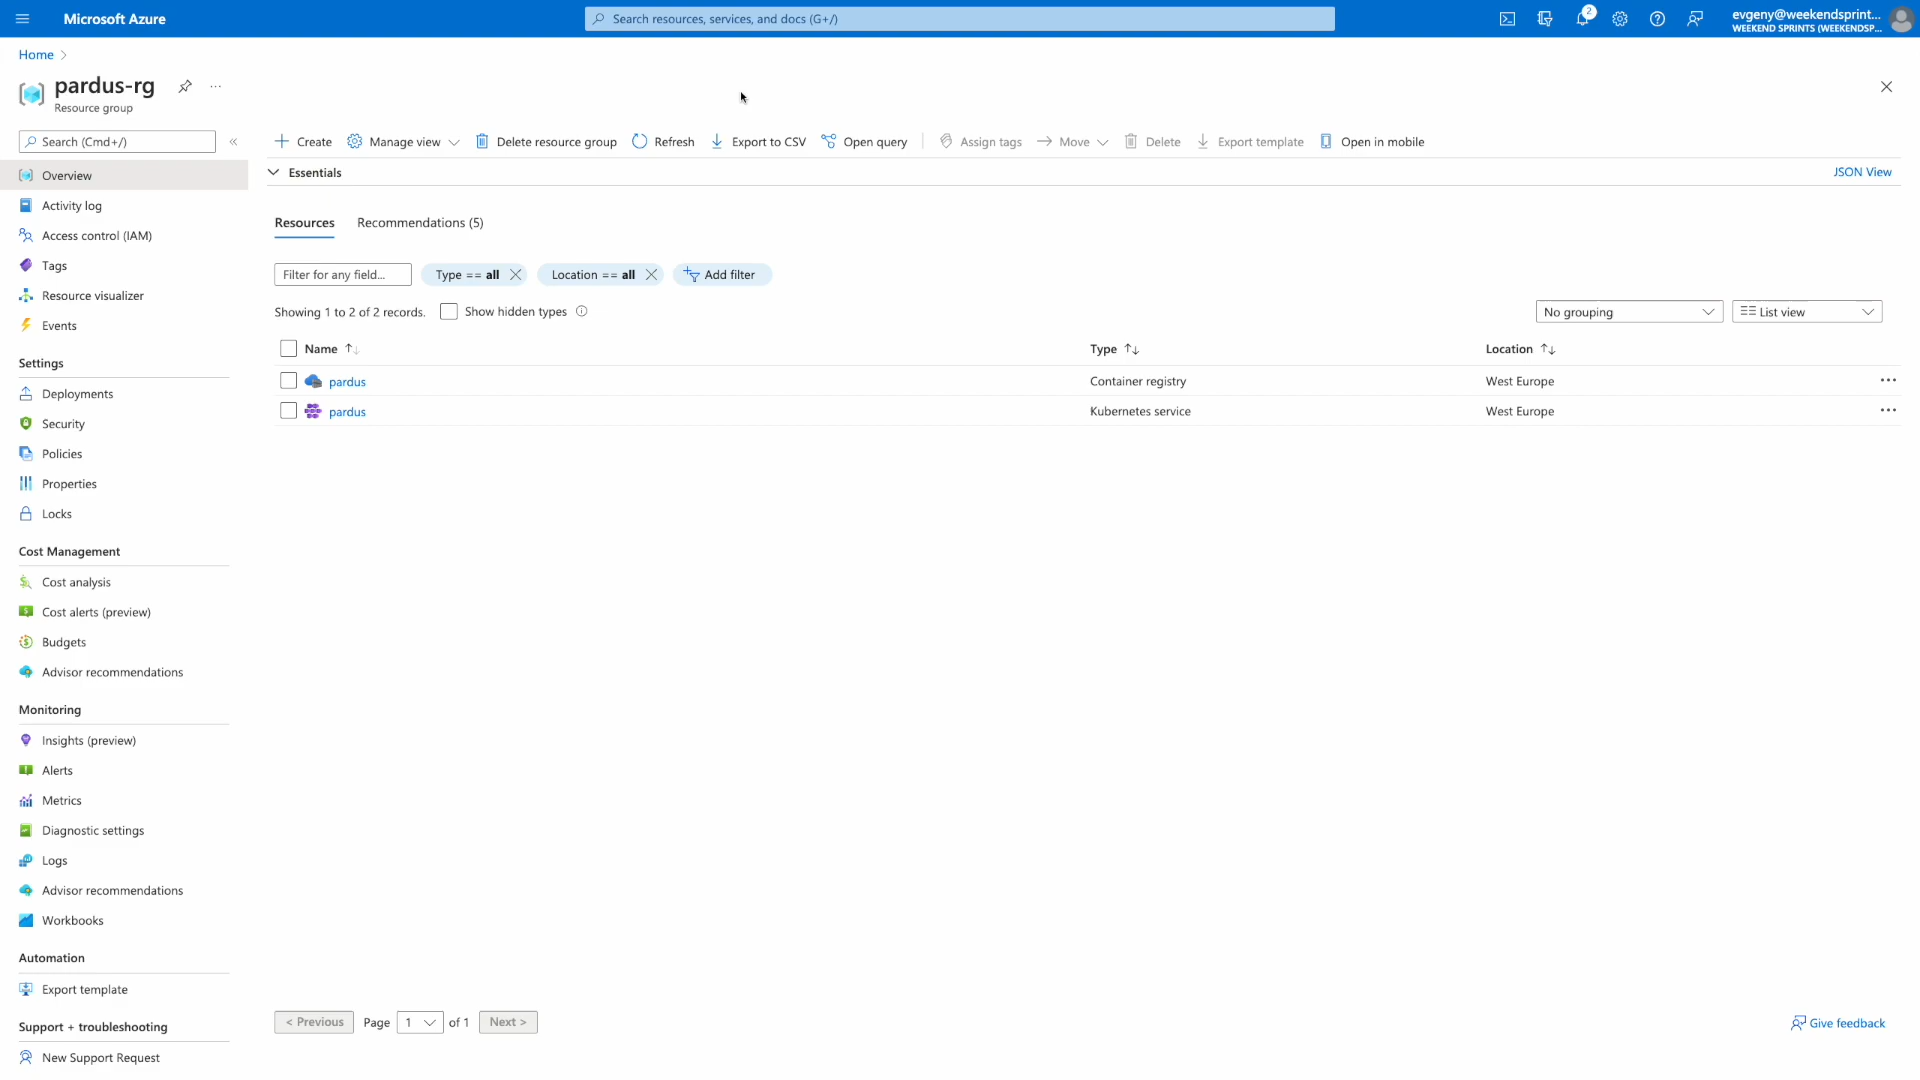 Microsoft Azure
Search resources, services, and docs (G+/)
2
evgeny@weekendsprint...
WEEKEND SPRINTS (WEEKENDSP...
Home
pardus-rg
...
Resource group
Search (Cmd+/)
«
Create
Manage view
Delete resource group
Refresh
Export to CSV
Open query
Assign tags
Move
Delete
Export template
Open in mobile
Essentials
JSON View
Overview
Activity log
Access control (IAM)
Tags
Resource visualizer
Events
Settings
Deployments
Security
Policies
Properties
Locks
Cost Management
Cost analysis
Cost alerts (preview)
Budgets
Advisor recommendations
Monitoring
Insights (preview)
Alerts
Metrics
Diagnostic settings
Logs
Advisor recommendations
Workbooks
Automation
Export template
Support + troubleshooting
New Support Request
Resources
Recommendations (5)
Filter for any field...
Type == all
Location == all
Add filter
Showing 1 to 2 of 2 records.
Show hidden types
No grouping
List view
Name
Type
Location
pardus
Container registry
West Europe
pardus
Kubernetes service
West Europe
< Previous
Page
1
of 1
Next >
Give feedback